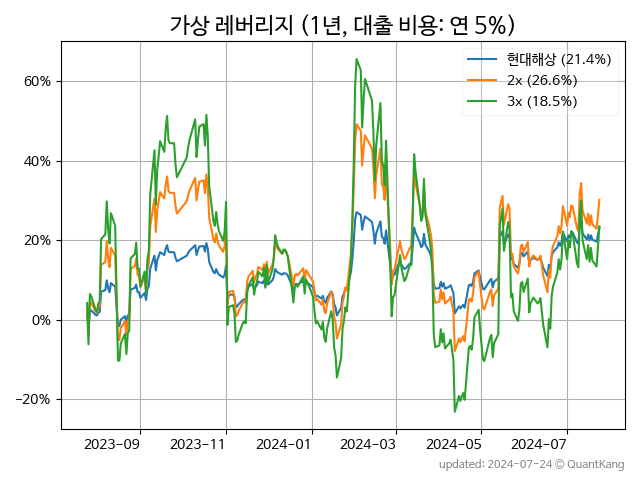 가상 레버리지 (1년, 대출 비용: 연 5%)
현대해상 (21.4%)
2x (26.6%)
3x (18.5%)
60%
40%
20%
0%
−20%
2023-09 2023-11 2024-01 2024-03 2024-05 2024-07
updated: 2024-07-24 © QuantKang